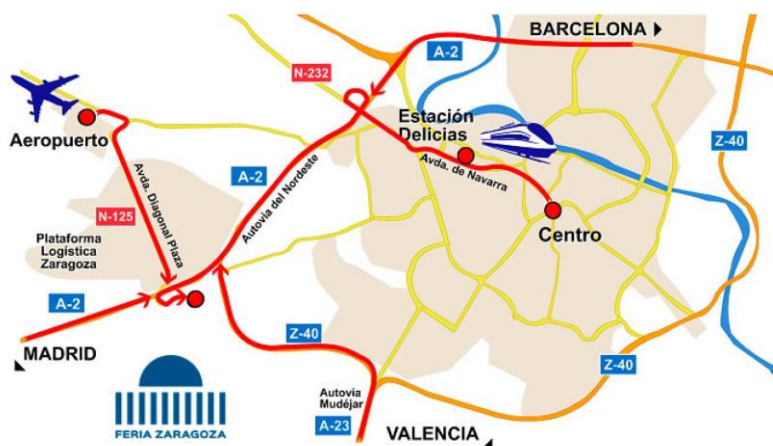 BARCELONA
A-2
N-232
Estación
Delicias
Aeropuerto
Z-40
A-2
Autovía del Nordeste
Avda. de Navarra
Avda. Diagonal Plaza
N-125
Centro
Plataforma
Logística
Zaragoza
A-2
MADRID
Z-40
Z-40
Autovia
Mudéjar
A-23
VALENCIA
FERIA ZARAGOZA